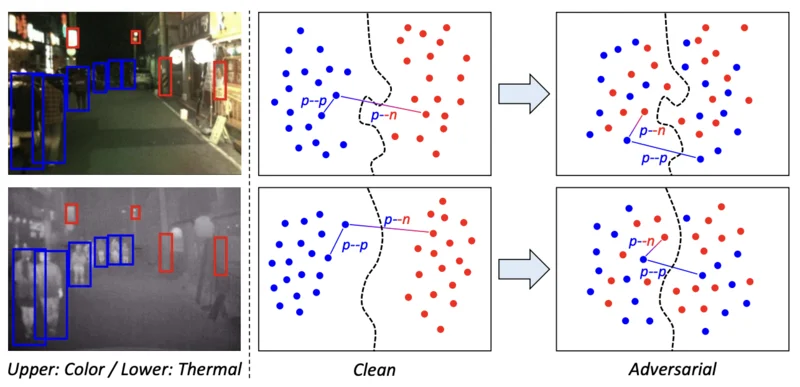 p--p
p--n
p--n
p--p
p--n
p--p
p--n
p--p
Upper: Color / Lower: Thermal
Clean
Adversarial